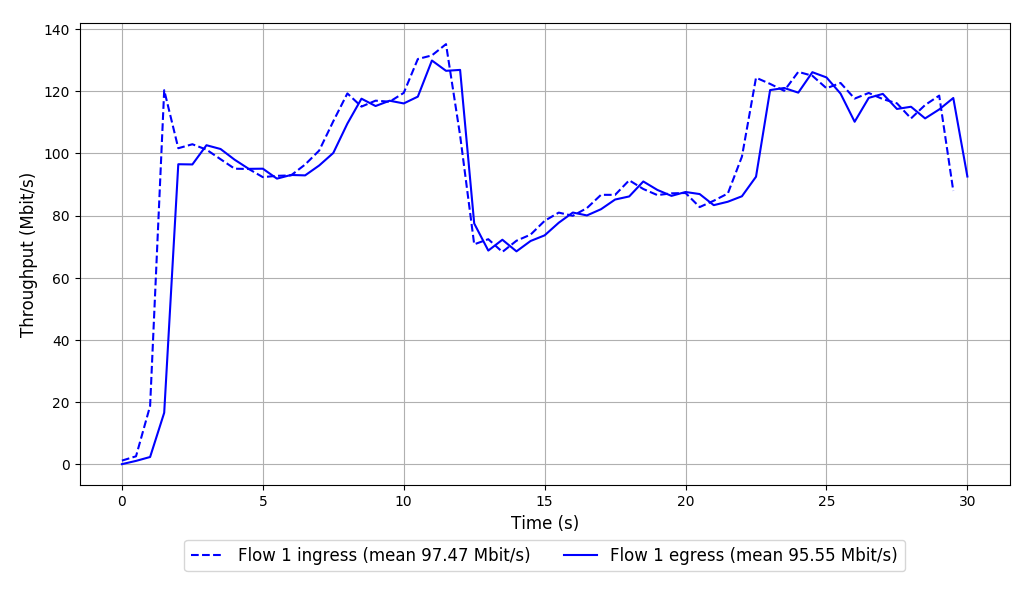 Throughput (Mbit/s)
140
120
100
80
60
40
20
0
0 5 10 15 20 25 30
Time (s)
Flow 1 ingress (mean 97.47 Mbit/s) Flow 1 egress (mean 95.55 Mbit/s)